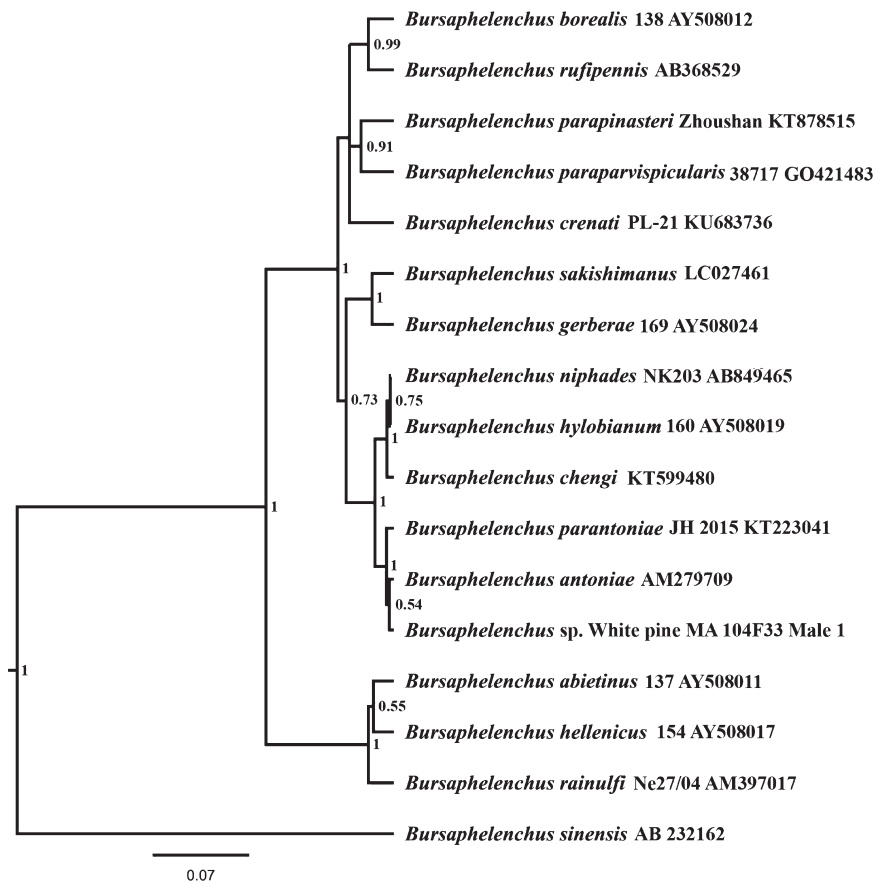 Bursaphelenchus borealis 138 AY508012
0.99
Bursaphelenchus rufipennis AB368529
Bursaphelenchus parapinasteri Zhoushan KT878515
0.91
Bursaphelenchus paraparvispicularis 38717 GO421483
Bursaphelenchus crenati PL-21 KU683736
1
Bursaphelenchus sakishimanus LC027461
1
Bursaphelenchus gerberae 169 AY508024
Bursaphelenchus niphades NK203 AB849465
0.73
0.75
Bursaphelenchus hylobianum 160 AY508019
1
Bursaphelenchus chengi KT599480
1
1
Bursaphelenchus parantoniae JH 2015 KT223041
1
Bursaphelenchus antoniae AM279709
0.54
Bursaphelenchus sp. White pine MA 104F33 Male 1
1
Bursaphelenchus abietinus 137 AY508011
0.55
Bursaphelenchus hellenicus 154 AY508017
1
Bursaphelenchus rainulfi Ne27/04 AM397017
Bursaphelenchus sinensis AB 232162
0.07